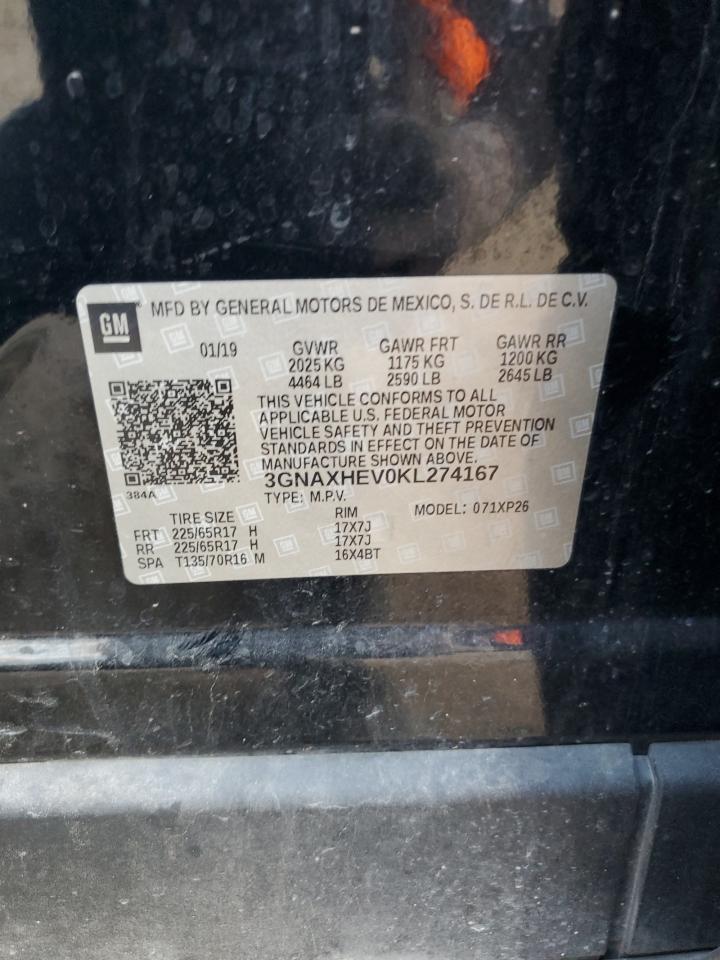 GM MFD BY GENERAL MOTORS DE MEXICO, S. DE R.L. DE C.V.
01/19 GVWR GAWR FRT GAWR RR
2025 KG 1175 KG 1200 KG
4464 LB 2590 LB 2645 LB
THIS VEHICLE CONFORMS TO ALL
APPLICABLE U.S. FEDERAL MOTOR
VEHICLE SAFETY AND THEFT PREVENTION
STANDARDS IN EFFECT ON THE DATE OF
MANUFACTURE SHOWN ABOVE.
3GNAXHEV0KL274167
384A
TYPE: M.P.V. MODEL: 071XP26
TIRE SIZE RIM
FRT 225/65R17 H 17X7J
RR 225/65R17 H 17X7J
SPA T135/70R16 M 16X4BT